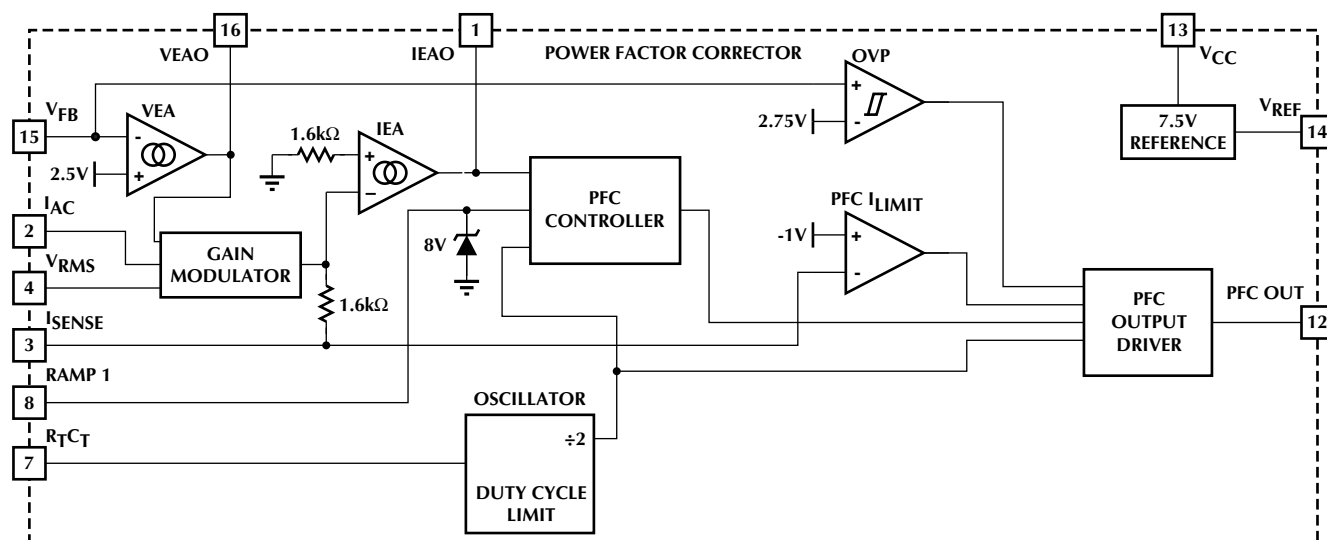 16
1
13
VEAO
IEAO
POWER FACTOR CORRECTOR
OVP
VCC
VFB
VEA
+
-
7.5V
REFERENCE
VREF
15
-
+
2.5V
1.6kΩ
IEA
+
−
2.75V
14
IAC
2
PFC
CONTROLLER
PFC ILIMIT
-1V
+
-
8V
GAIN
MODULATOR
VRMS
4
1.6kΩ
PFC
OUTPUT
DRIVER
PFC OUT
12
ISENSE
3
RAMP 1
8
OSCILLATOR
÷2
RTCT
7
DUTY CYCLE
LIMIT